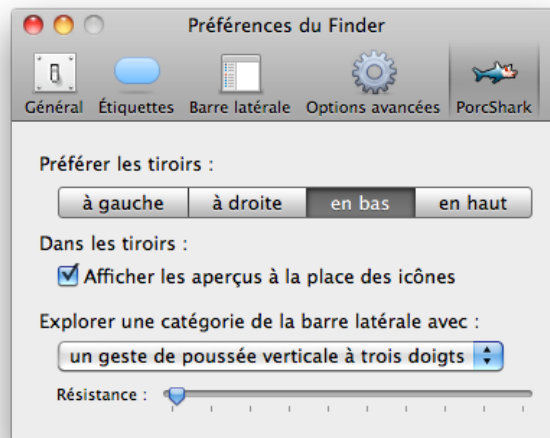 Préférences du Finder
Général Étiquettes Barre latérale Options avancées PorcShark
Préférer les tiroirs :
à gauche à droite en bas en haut
Dans les tiroirs :
Afficher les aperçus à la place des icônes
Explorer une catégorie de la barre latérale avec :
un geste de poussée verticale à trois doigts
Résistance :